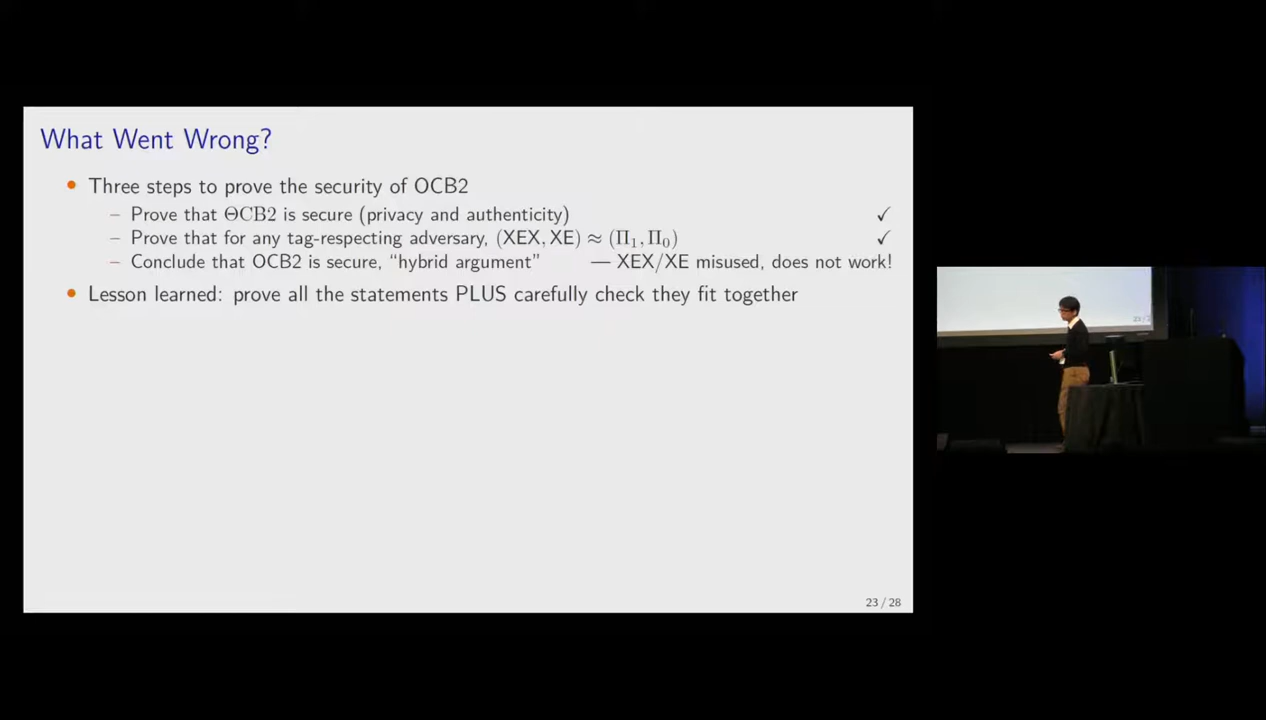 What Went Wrong?
• Three steps to prove the security of OCB2
– Prove that ΘCB2 is secure (privacy and authenticity) ✓
– Prove that for any tag-respecting adversary, (XEX, XE) ≈ (Π₁, Π₀) ✓
– Conclude that OCB2 is secure, “hybrid argument” — XEX/XE misused, does not work!
• Lesson learned: prove all the statements PLUS carefully check they fit together
23 / 28